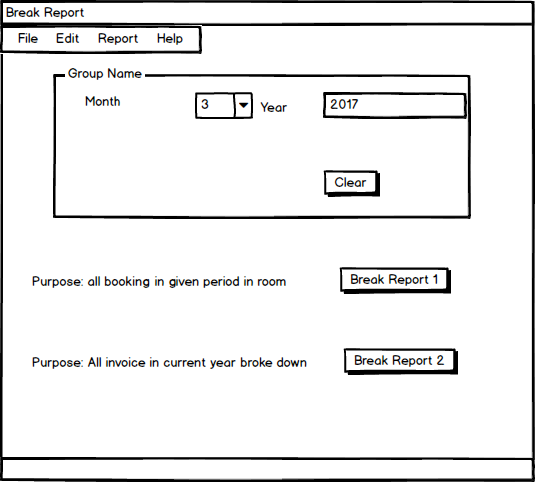 Break Report
File Edit Report Help
Group Name
Month 3 Year 2017
Clear
Purpose: all booking in given period in room Break Report 1
Purpose: All invoice in current year broke down Break Report 2